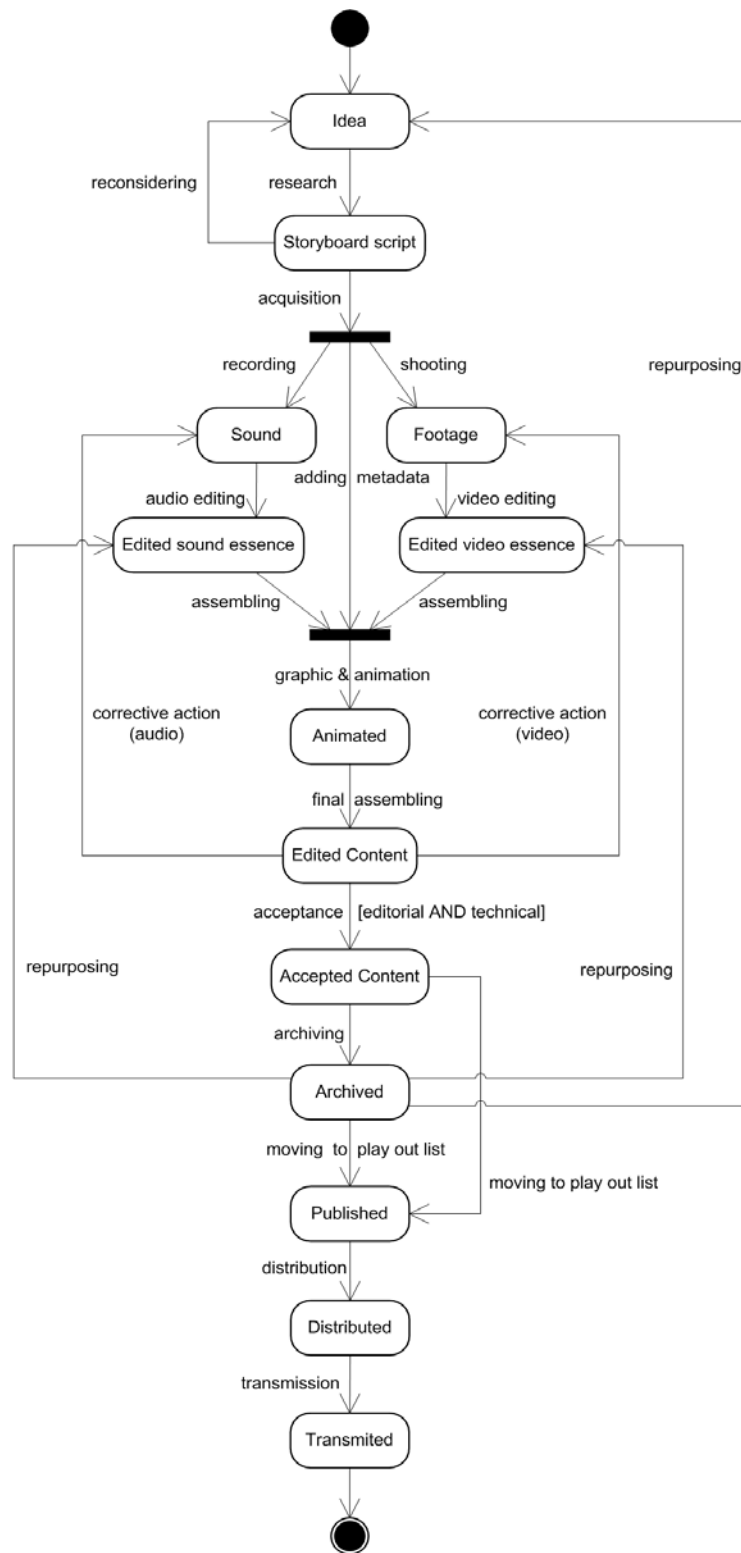 Idea
reconsidering
research
Storyboard script
acquisition
recording
shooting
repurposing
Sound
Footage
adding metadata
audio editing
video editing
Edited sound essence
Edited video essence
assembling
assembling
graphic & animation
corrective action
(audio)
corrective action
(video)
Animated
final assembling
Edited Content
acceptance [editorial AND technical]
repurposing
Accepted Content
repurposing
archiving
Archived
moving to play out list
moving to play out list
Published
distribution
Distributed
transmission
Transmited